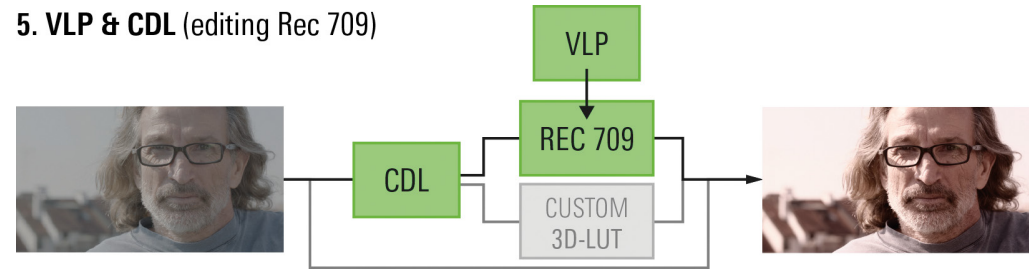 5. VLP & CDL (editing Rec 709)
VLP
REC 709
CDL
CUSTOM
3D-LUT